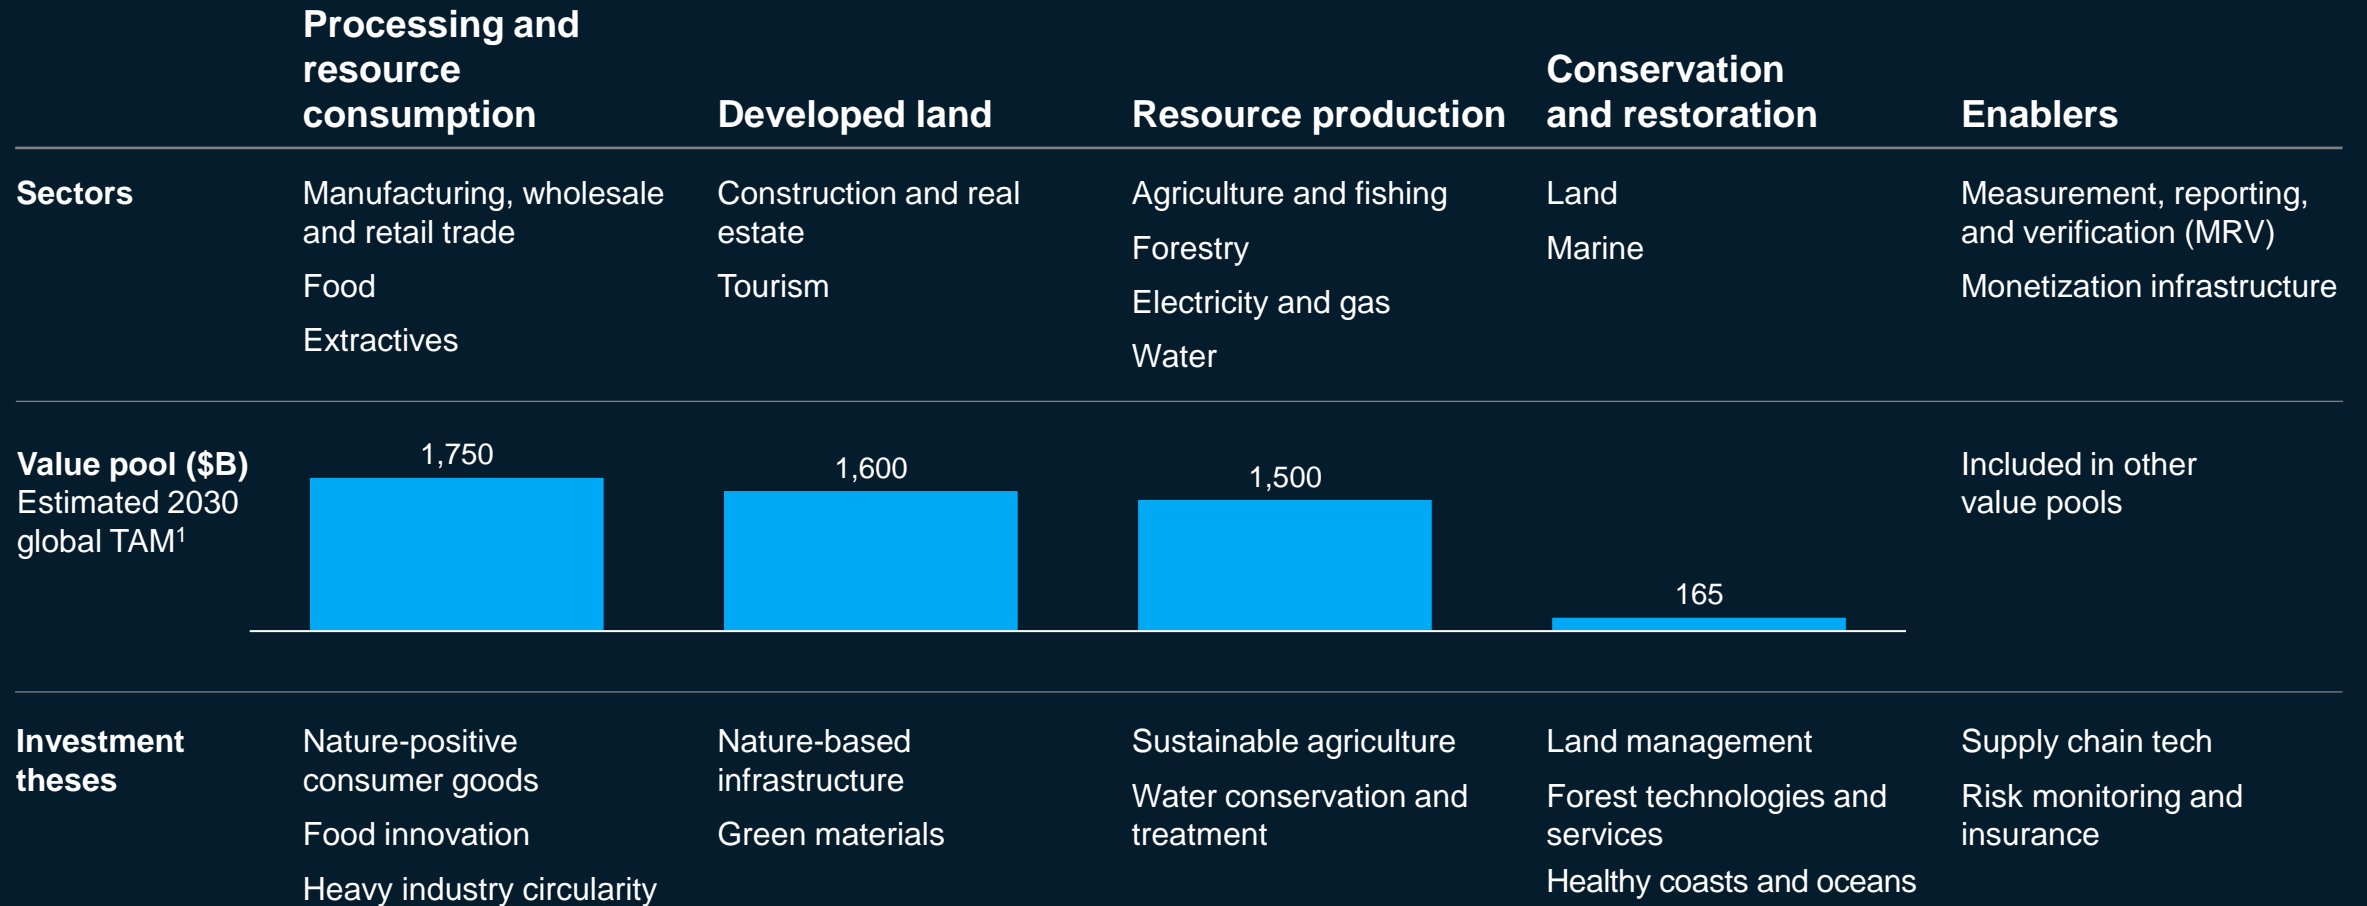 Processing and
resource
consumption
Developed land
Resource production
Conservation
and restoration
Enablers
Sectors
Manufacturing, wholesale
and retail trade
Food
Extractives
Construction and real
estate
Tourism
Agriculture and fishing
Forestry
Electricity and gas
Water
Land
Marine
Measurement, reporting,
and verification (MRV)
Monetization infrastructure
Value pool ($B)
Estimated 2030
global TAM¹
1,750
1,600
1,500
165
Included in other
value pools
Investment
theses
Nature-positive
consumer goods
Food innovation
Heavy industry circularity
Nature-based
infrastructure
Green materials
Sustainable agriculture
Water conservation and
treatment
Land management
Forest technologies and
services
Healthy coasts and oceans
Supply chain tech
Risk monitoring and
insurance